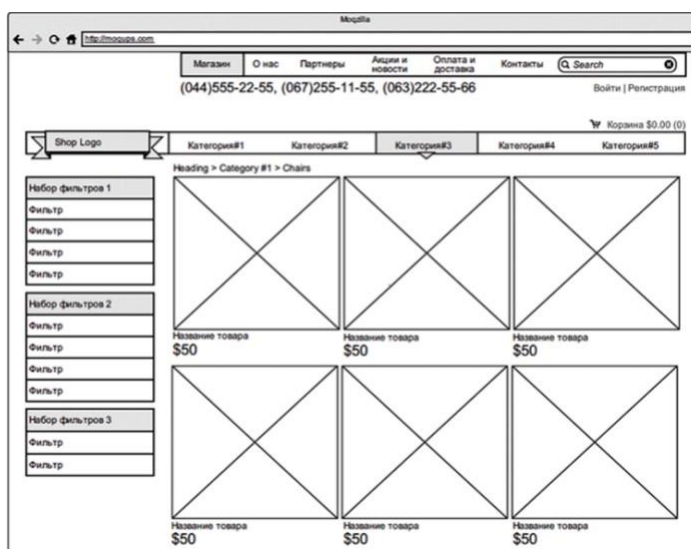 Moqzilla
http://moqups.com
Магазин О нас Партнеры Акции и новости Оплата и доставка Контакты Search
(044)555-22-55, (067)255-11-55, (063)222-55-66
Войти | Регистрация
Корзина $0.00 (0)
Shop Logo
Категория#1 Категория#2 Категория#3 Категория#4 Категория#5
Heading > Category #1 > Chairs
Набор фильтров 1
Фильтр
Фильтр
Фильтр
Фильтр
Набор фильтров 2
Фильтр
Фильтр
Фильтр
Фильтр
Набор фильтров 3
Фильтр
Фильтр
Название товара Название товара Название товара
$50 $50 $50
Название товара Название товара Название товара
$50 $50 $50